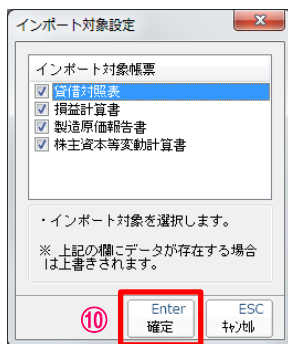 インポート対象設定
インポート対象帳票
貸借対照表
損益計算書
製造原価報告書
株主資本等変動計算書
・インポート対象を選択します。
※ 上記の欄にデータが存在する場合
は上書きされます。
⑩
Enter
確定
ESC
キャンセル